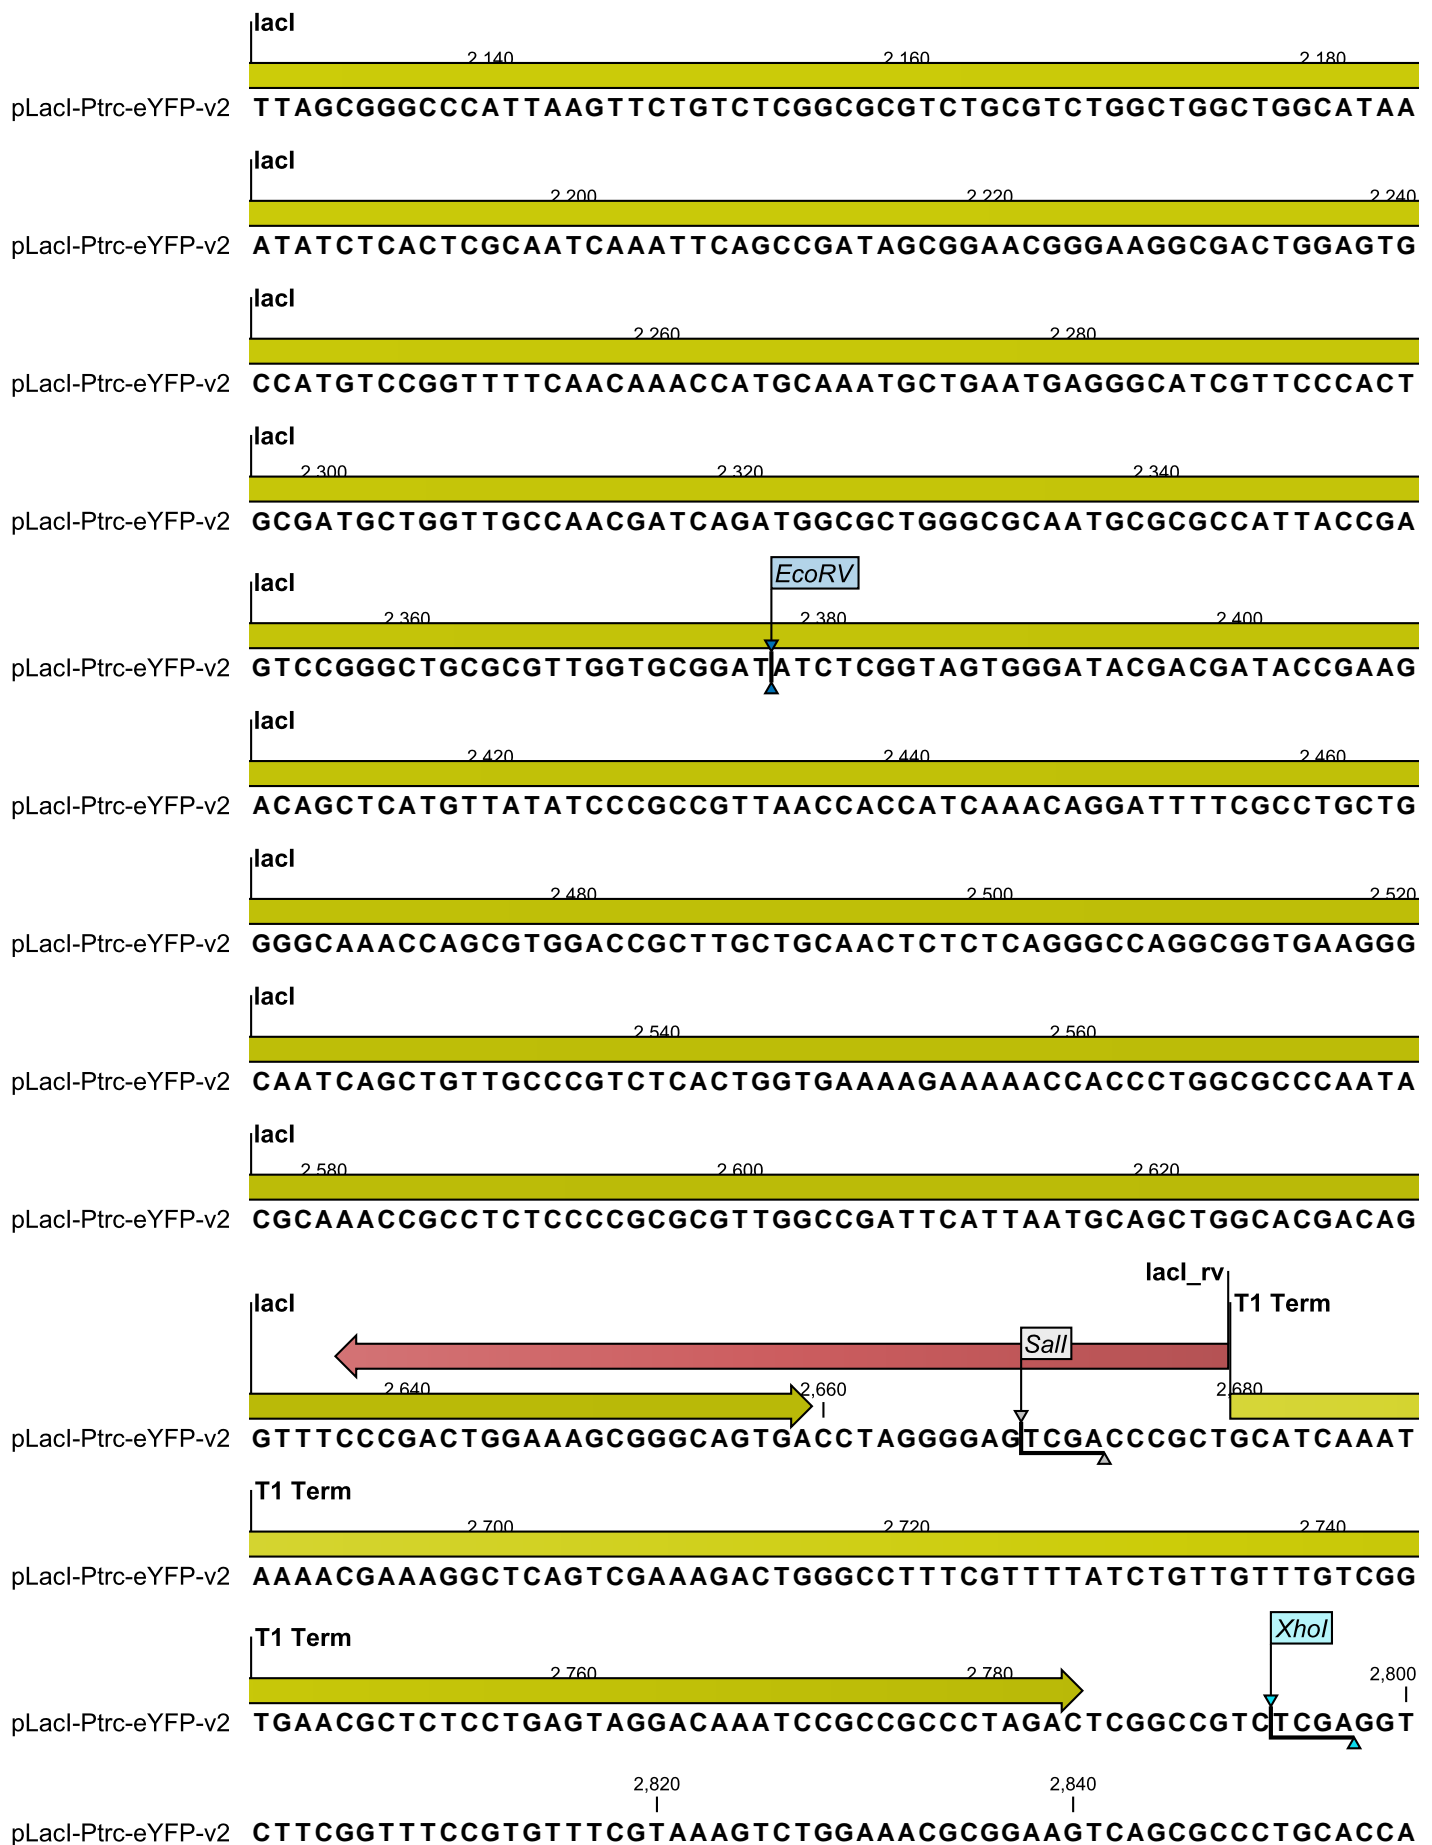 lacI
2,140 2,160 2,180
pLacI-Ptrc-eYFP-v2 TTAGCGGGCCCATTAAGTTCTGTCTCGGCGCGTCTGCGTCTGGCTGGCTGGCATAA
lacI
2,200 2,220 2,240
pLacI-Ptrc-eYFP-v2 ATATCTCACTCGCAATCAAATTCAGCCGATAGCGGAACGGGAAGGCGACTGGAGTG
lacI
2,260 2,280
pLacI-Ptrc-eYFP-v2 CCATGTCCGGTTTTCAACAAACCATGCAAATGCTGAATGAGGGCATCGTTCCCACT
lacI
2,300 2,320 2,340
pLacI-Ptrc-eYFP-v2 GCGATGCTGGTTGCCAACGATCAGATGGCGCTGGGCGCAATGCGCGCCATTACCGA
EcoRV
lacI
2,360 2,380 2,400
pLacI-Ptrc-eYFP-v2 GTCCGGGCTGCGCGTTGGTGCGGATATCTCGGTAGTGGGATACGACGATACCGAAG
lacI
2,420 2,440 2,460
pLacI-Ptrc-eYFP-v2 ACAGCTCATGTTATATCCCGCCGTTAACCACCATCAAACAGGATTTTCGCCTGCTG
lacI
2,480 2,500 2,520
pLacI-Ptrc-eYFP-v2 GGGCAAACCAGCGTGGACCGCTTGCTGCAACTCTCTCAGGGCCAGGCGGTGAAGGG
lacI
2,540 2,560
pLacI-Ptrc-eYFP-v2 CAATCAGCTGTTGCCCGTCTCACTGGTGAAAAGAAAAACCACCCTGGCGCCCAATA
lacI
2,580 2,600 2,620
pLacI-Ptrc-eYFP-v2 CGCAAACCGCCTCTCCCCGCGCGTTGGCCGATTCATTAATGCAGCTGGCACGACAG
lacI_rv
lacI T1 Term
SalI
2,640 2,660 2,680
pLacI-Ptrc-eYFP-v2 GTTTCCCGACTGGAAAGCGGGCAGTGACCTAGGGGAGTCGACCCGCTGCATCAAAT
T1 Term
2,700 2,720 2,740
pLacI-Ptrc-eYFP-v2 AAAACGAAAGGCTCAGTCGAAAGACTGGGCCTTTCGTTTTATCTGTTGTTTGTCGG
XhoI
T1 Term
2,760 2,780 2,800
pLacI-Ptrc-eYFP-v2 TGAACGCTCTCCTGAGTAGGACAAATCCGCCGCCCTAGACTCGGCCGTCTCGAGGT
2,820 2,840
pLacI-Ptrc-eYFP-v2 CTTCGGTTTCCGTGTTTCGTAAAGTCTGGAAACGCGGAAGTCAGCGCCCTGCACCA